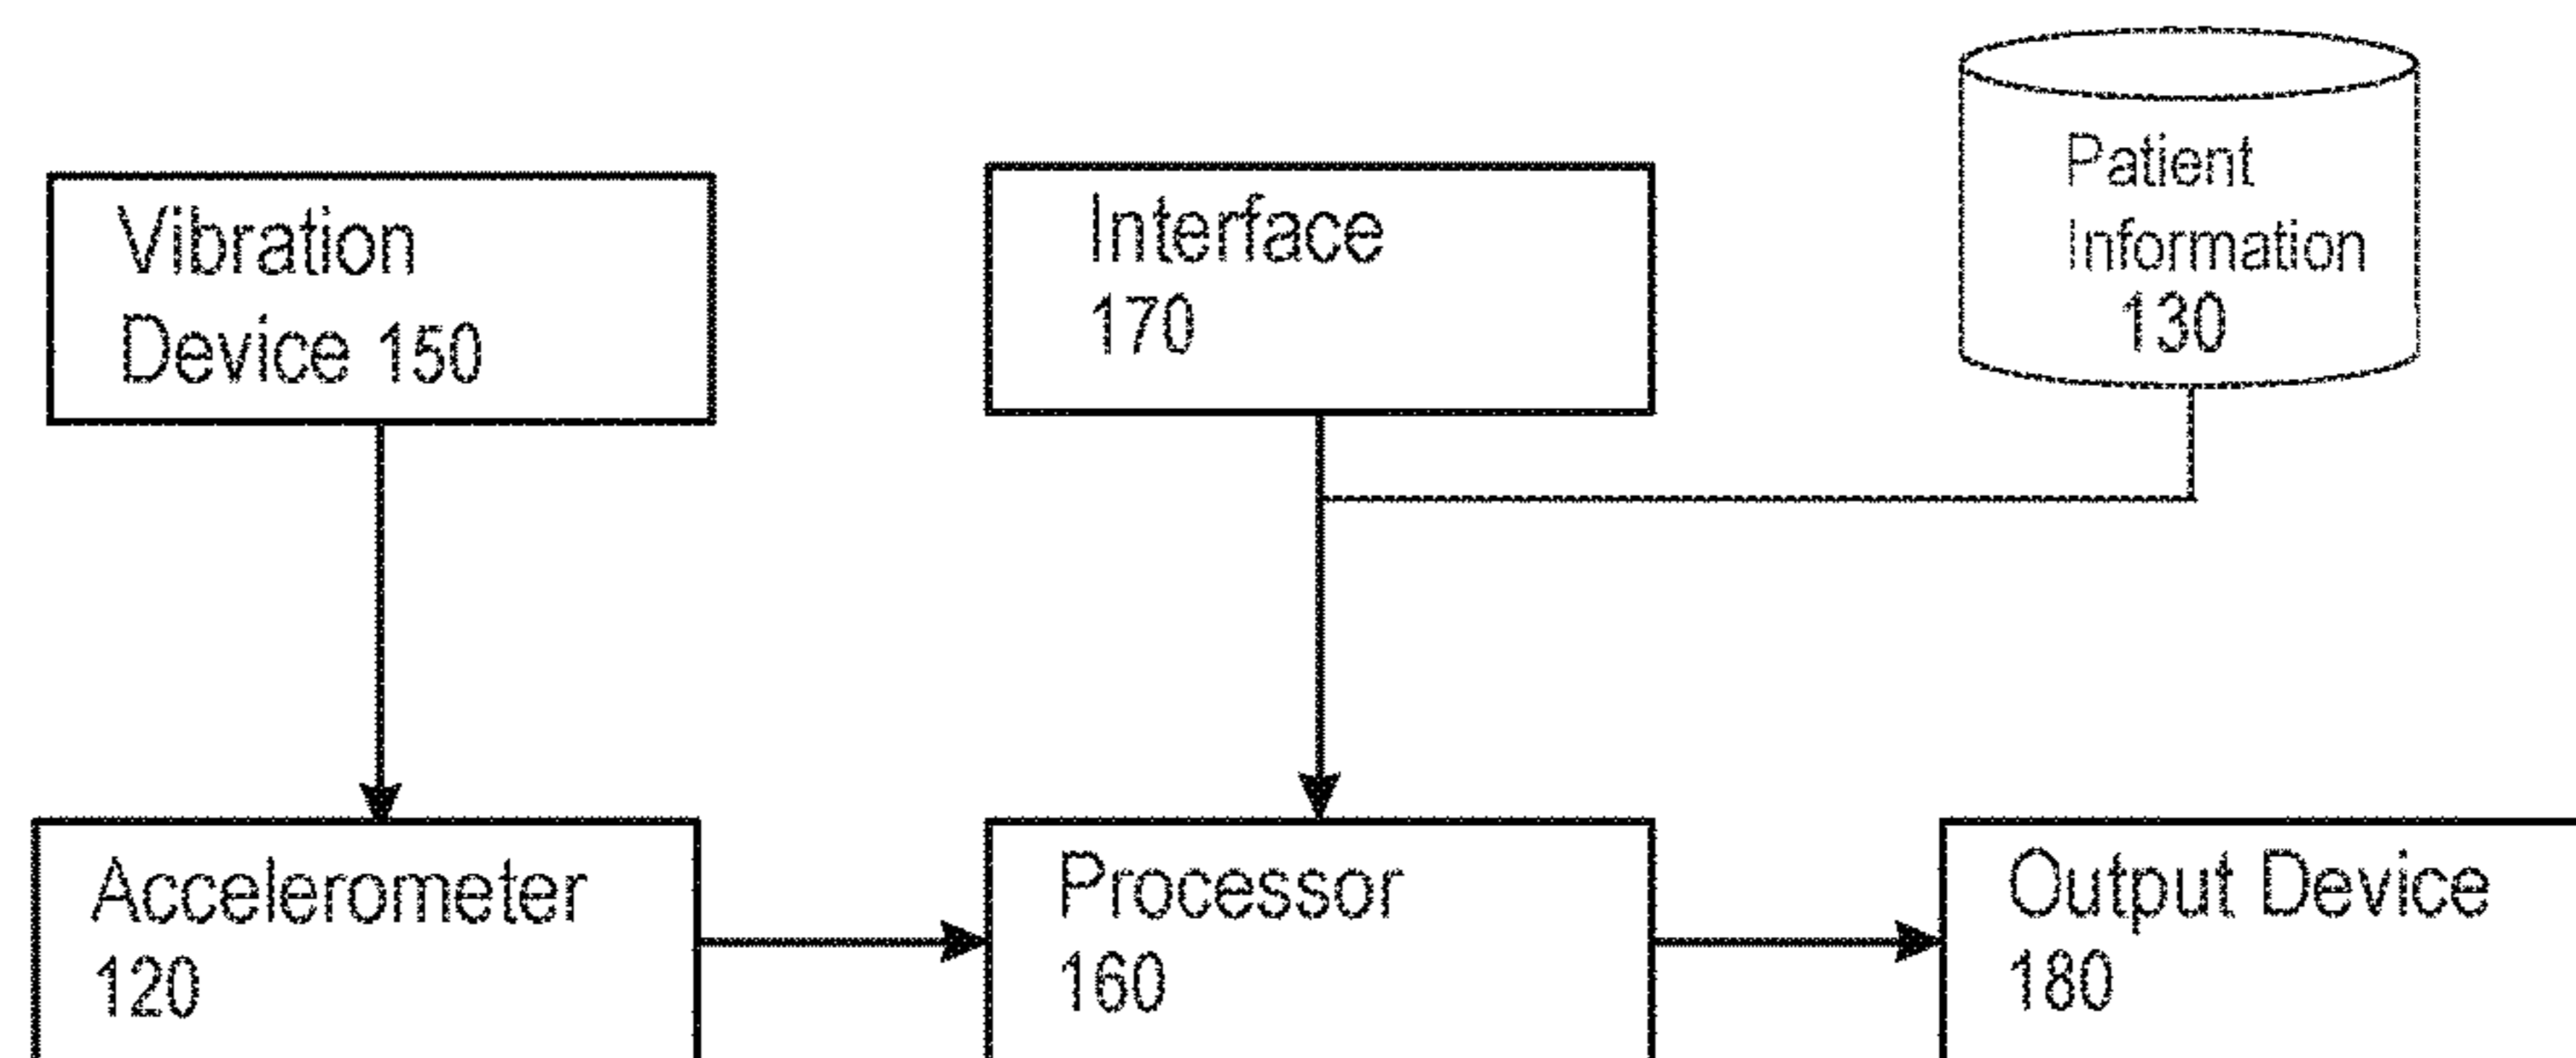 Vibration
Device 150
Interface
170
Patient
Information
130
Accelerometer
120
Processor
160
Output Device
180